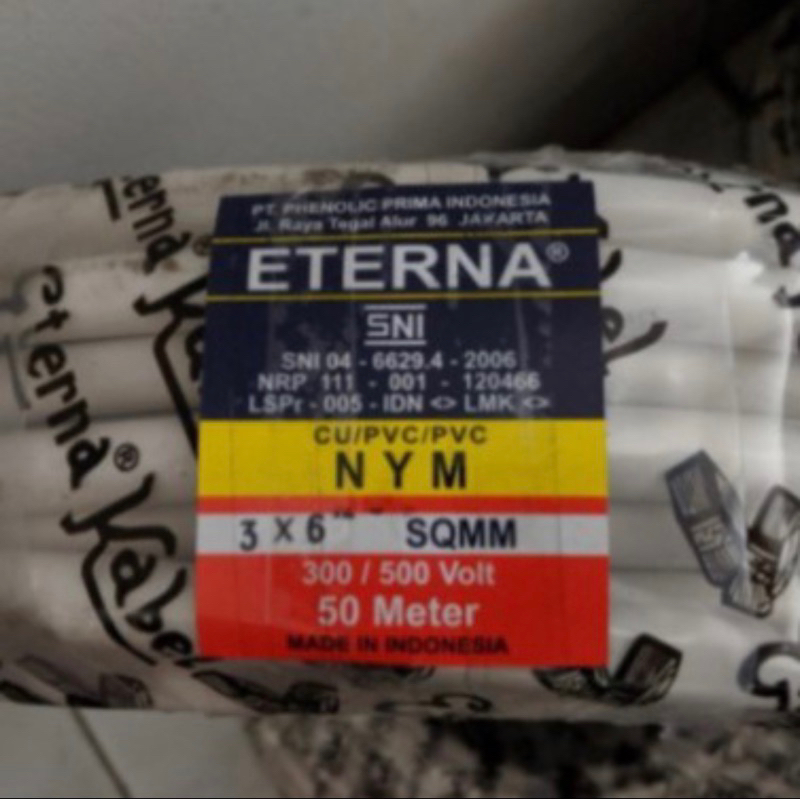 PT. PHENOLIC PRIMA INDONESIA
Jl. Raya Tegal Alur 96 JAKARTA
ETERNA®
SNI
SNI 04 - 6629.4 - 2006
NRP 111 - 001 - 120466
LSPr - 005 - IDN <> LMK <>
CU/PVC/PVC
NYM
3 X 6 SQMM
300 / 500 Volt
50 Meter
MADE IN INDONESIA
eterna® Kabel